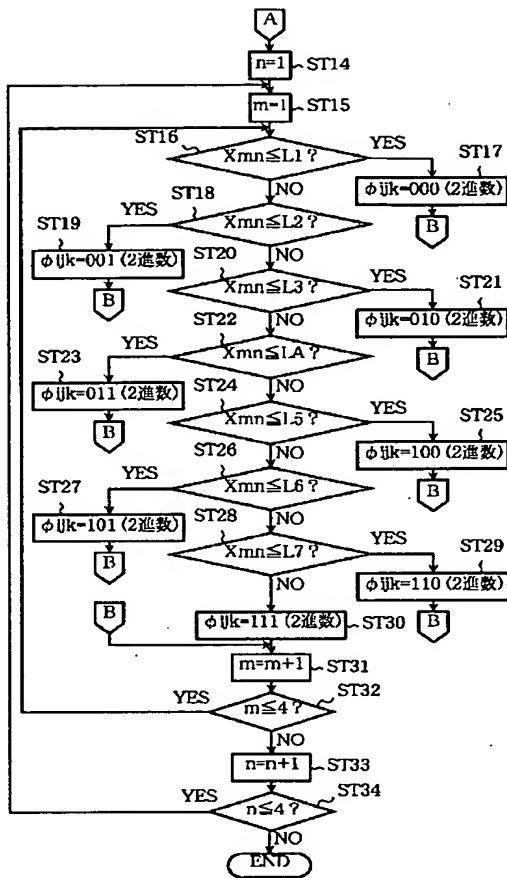 A
n=1 ST14
m=1 ST15
ST16 Xmn≦L1? YES ST17
NO φijk=000(2進数)
B
ST18 Xmn≦L2? YES ST19
NO φijk=001(2進数)
B
ST20 Xmn≦L3? YES ST21
NO φijk=010(2進数)
B
ST22 Xmn≦LA? YES ST23
NO φijk=011(2進数)
B
ST24 Xmn≦L5? YES ST25
NO φijk=100(2進数)
B
ST26 Xmn≦L6? YES ST27
NO φijk=101(2進数)
B
ST28 Xmn≦L7? YES ST29
NO φijk=110(2進数)
B
B
φijk=111(2進数) ST30
m=m+1 ST31
YES m≦4? ST32
NO
n=n+1 ST33
YES n≦4? ST34
NO
END